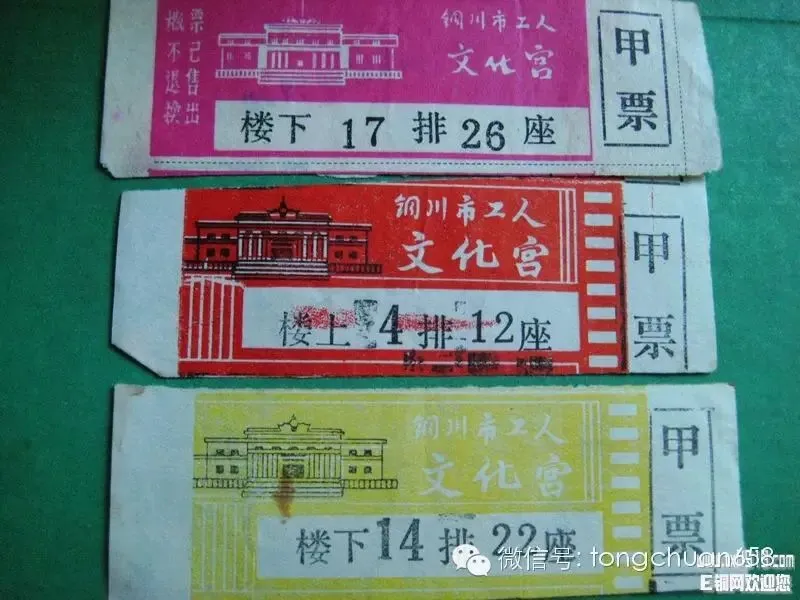 票已售出
概不退换
铜川市工人
文化宫
楼下 17 排 26 座
甲票
铜川市工人
文化宫
楼上 4 排 12 座
甲票
铜川市工人
文化宫
楼下 14 排 22 座
甲票
微信号: tongchuan658
E铜网欢迎您